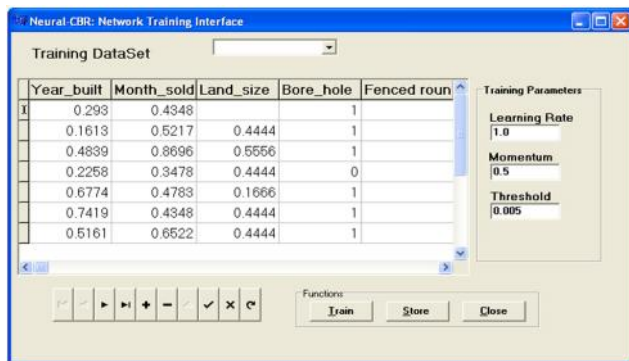 Neural-CBR: Network Training Interface
Training DataSet
Year_built Month_sold Land_size Bore_hole Fenced roun
0.293 0.4348 1
0.1613 0.5217 0.4444 1
0.4839 0.8696 0.5556 1
0.2258 0.3478 0.4444 0
0.6774 0.4783 0.1666 1
0.7419 0.4348 0.4444 1
0.5161 0.6522 0.4444 1
Training Parameters
Learning Rate
1.0
Momentum
0.5
Threshold
0.005
Functions
Train Store Close